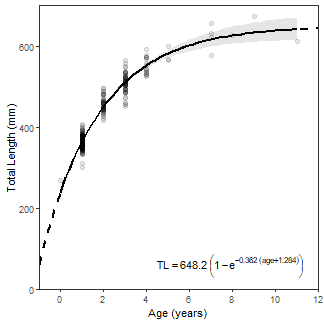 Total Length (mm)
600
400
200
0
TL = 648.2 (1 − e^−0.362 (age+1.284))
0 2 4 6 8 10 12
Age (years)